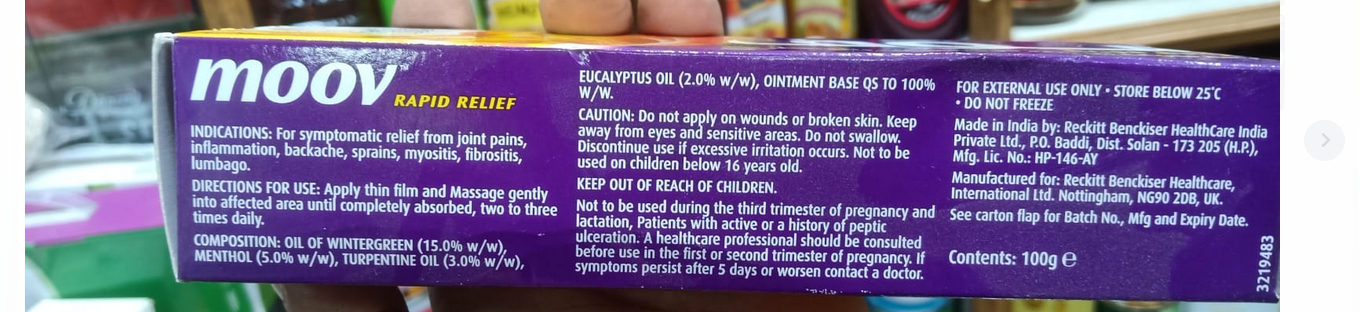 moov™
RAPID RELIEF
INDICATIONS: For symptomatic relief from joint pains,
inflammation, backache, sprains, myositis, fibrositis,
lumbago.
DIRECTIONS FOR USE: Apply thin film and Massage gently
into affected area until completely absorbed, two to three
times daily.
COMPOSITION: OIL OF WINTERGREEN (15.0% w/w),
MENTHOL (5.0% w/w), TURPENTINE OIL (3.0% w/w),
EUCALYPTUS OIL (2.0% w/w), OINTMENT BASE QS TO 100%
W/W.
CAUTION: Do not apply on wounds or broken skin. Keep
away from eyes and sensitive areas. Do not swallow.
Discontinue use if excessive irritation occurs. Not to be
used on children below 16 years old.
KEEP OUT OF REACH OF CHILDREN.
Not to be used during the third trimester of pregnancy and
lactation, Patients with active or a history of peptic
ulceration. A healthcare professional should be consulted
before use in the first or second trimester of pregnancy. If
symptoms persist after 5 days or worsen contact a doctor.
FOR EXTERNAL USE ONLY • STORE BELOW 25°C
• DO NOT FREEZE
Made in India by: Reckitt Benckiser HealthCare India
Private Ltd., P.O. Baddi, Dist. Solan - 173 205 (H.P.),
Mfg. Lic. No.: HP-146-AY
Manufactured for: Reckitt Benckiser Healthcare,
International Ltd. Nottingham, NG90 2DB, UK.
See carton flap for Batch No., Mfg and Expiry Date.
Contents: 100g ℮
3219483